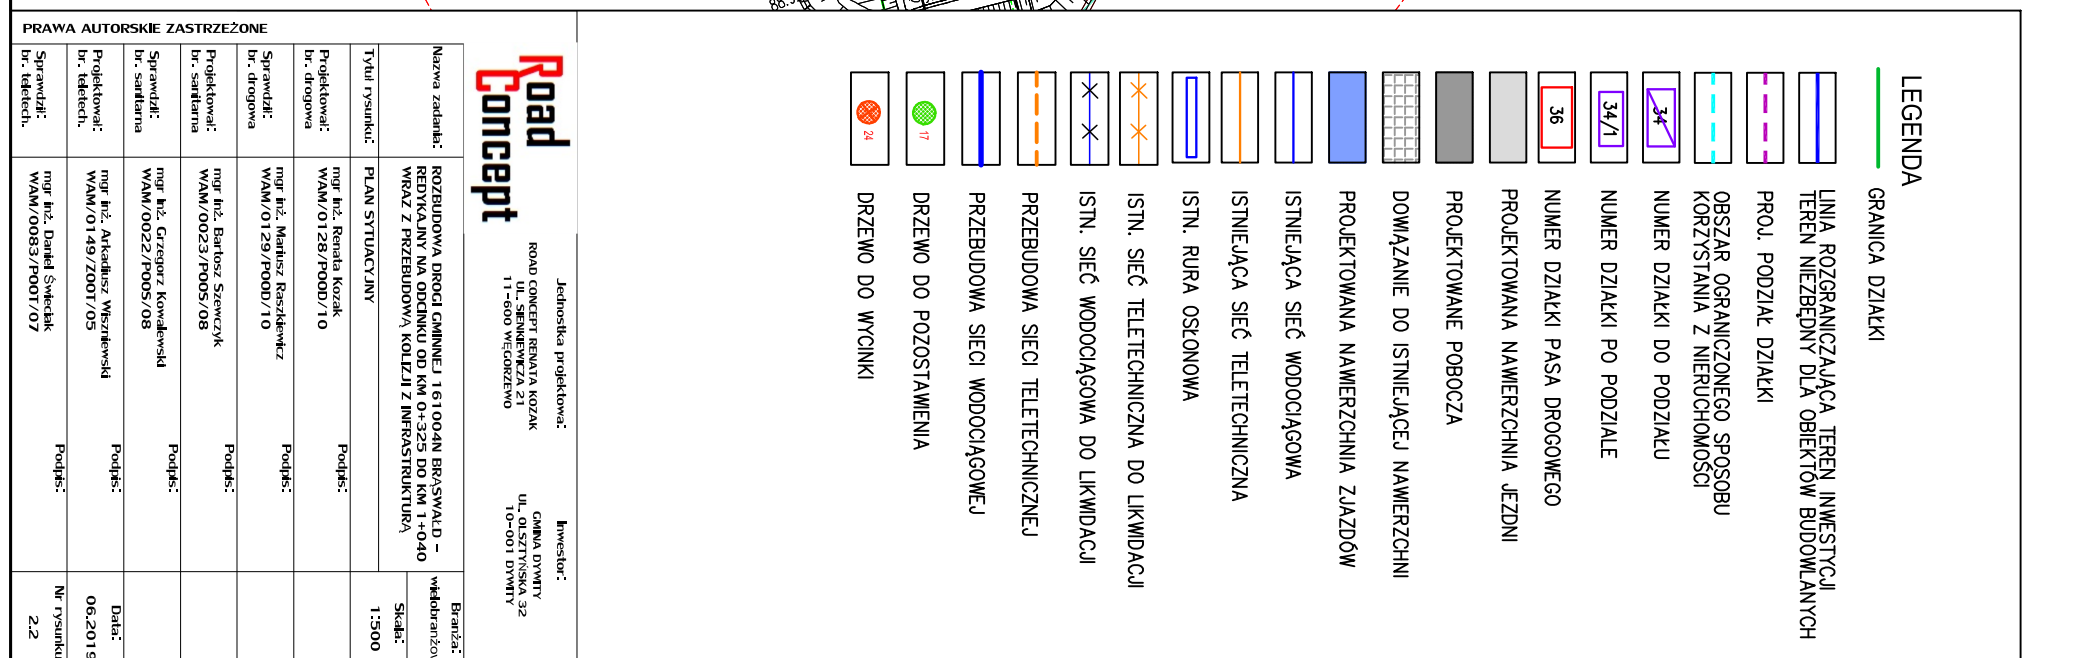 LEGENDA
GRANICA DZIAŁKI
LINIA ROZGRANICZAJĄCA TEREN INWESTYCJI
TEREN NIEZBĘDNY DLA OBIEKTÓW BUDOWLANYCH
PROJ. PODZIAŁ DZIAŁKI
OBSZAR OGRANICZONEGO SPOSOBU
KORZYSTANIA Z NIERUCHOMOŚCI
34
NUMER DZIAŁKI DO PODZIAŁU
34/1
NUMER DZIAŁKI PO PODZIALE
36
NUMER DZIAŁKI PASA DROGOWEGO
PROJEKTOWANA NAWIERZCHNIA JEZDNI
PROJEKTOWANE POBOCZA
DOWIĄZANIE DO ISTNIEJĄCEJ NAWIERZCHNI
PROJEKTOWANA NAWIERZCHNIA ZJAZDÓW
ISTNIEJĄCA SIEĆ WODOCIĄGOWA
ISTNIEJĄCA SIEĆ TELETECHNICZNA
ISTN. RURA OSŁONOWA
ISTN. SIEĆ TELETECHNICZNA DO LIKWIDACJI
ISTN. SIEĆ WODOCIĄGOWA DO LIKWIDACJI
PRZEBUDOWA SIECI TELETECHNICZNEJ
PRZEBUDOWA SIECI WODOCIĄGOWEJ
17
DRZEWO DO POZOSTAWIENIA
24
DRZEWO DO WYCINKI
Road
Concept
Jednostka projektowa:
ROAD CONCEPT RENATA KOZAK
UL. SIENKIEWICZA 21
11-600 WĘGORZEWO
Inwestor:
GMINA DYWITY
UL. OLSZTYŃSKA 32
10-001 DYWITY
Nazwa zadania:
ROZBUDOWA DROGI GMINNEJ 161004N BRĄSWAŁD -
REDYKAJNY NA ODCINKU OD KM 0+325 DO KM 1+040
WRAZ Z PRZEBUDOWĄ KOLIZJI Z INFRASTRUKTURĄ
Branża:
wielobranżow
Tytuł rysunku:
PLAN SYTUACYJNY
Skala:
1:500
Projektował:
br. drogowa
mgr inż. Renata Kozak
WAM/0128/POOD/10
Podpis:
Sprawdził:
br. drogowa
mgr inż. Mariusz Raszkiewicz
WAM/0129/POOD/10
Podpis:
Projektował:
br. sanitarna
mgr inż. Bartosz Szewczyk
WAM/0023/POOS/08
Podpis:
Sprawdził:
br. sanitarna
mgr inż. Grzegorz Kowalewski
WAM/0022/POOS/08
Podpis:
Projektował:
br. teletech.
mgr inż. Arkadiusz Wiszniewski
WAM/0149/ZOOT/05
Podpis:
Data:
06.2019
Sprawdził:
br. teletech.
mgr inż. Daniel Świeciak
WAM/0083/POOT/07
Podpis:
Nr rysunku
2.2
PRAWA AUTORSKIE ZASTRZEŻONE